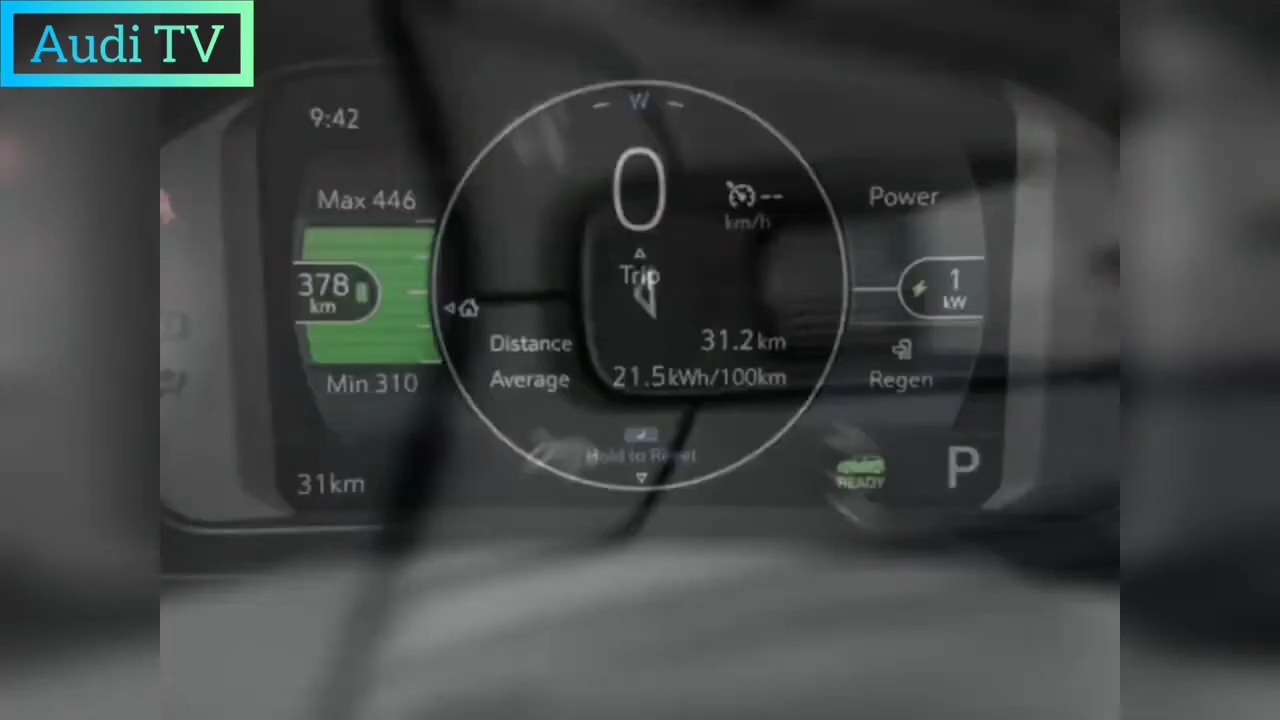 Audi TV
9:42
W
0
--
km/h
Max 446
Power
378
km
1
kW
Trip
Distance 31.2 km
Average 21.5 kWh/100km
Min 310
Regen
Hold to Reset
31km
READY
P